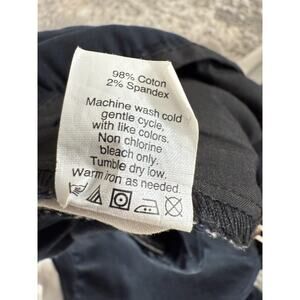 98% Coton
2% Spandex
Machine wash cold
gentle cycle,
with like colors.
Non chlorine
bleach only.
Tumble dry low.
Warm iron as needed.